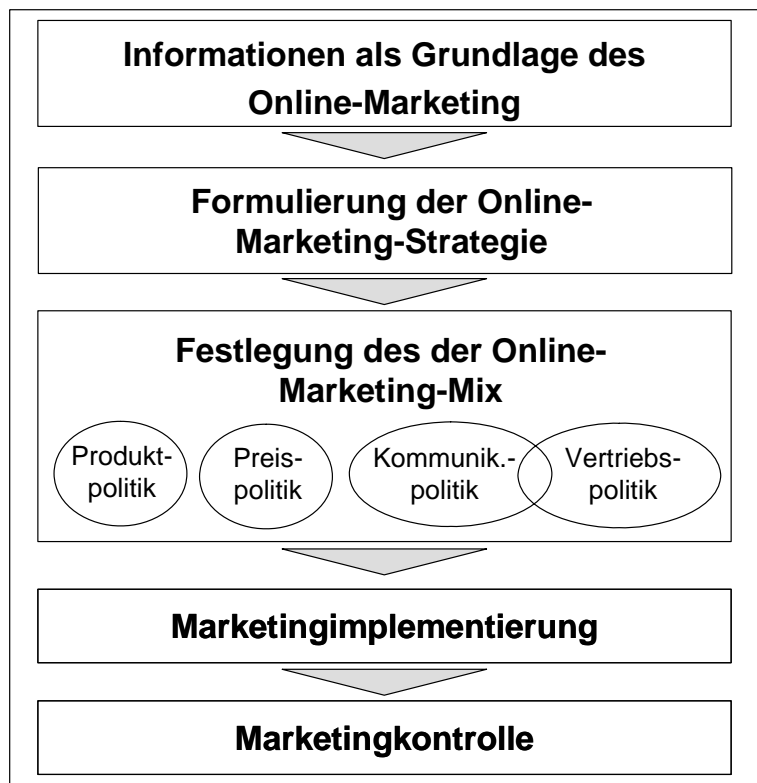 Informationen als Grundlage des
Online-Marketing
Formulierung der Online-
Marketing-Strategie
Festlegung des der Online-
Marketing-Mix
Produkt-
politik
Preis-
politik
Kommunik.-
politik
Vertriebs-
politik
Marketingimplementierung
Marketingkontrolle